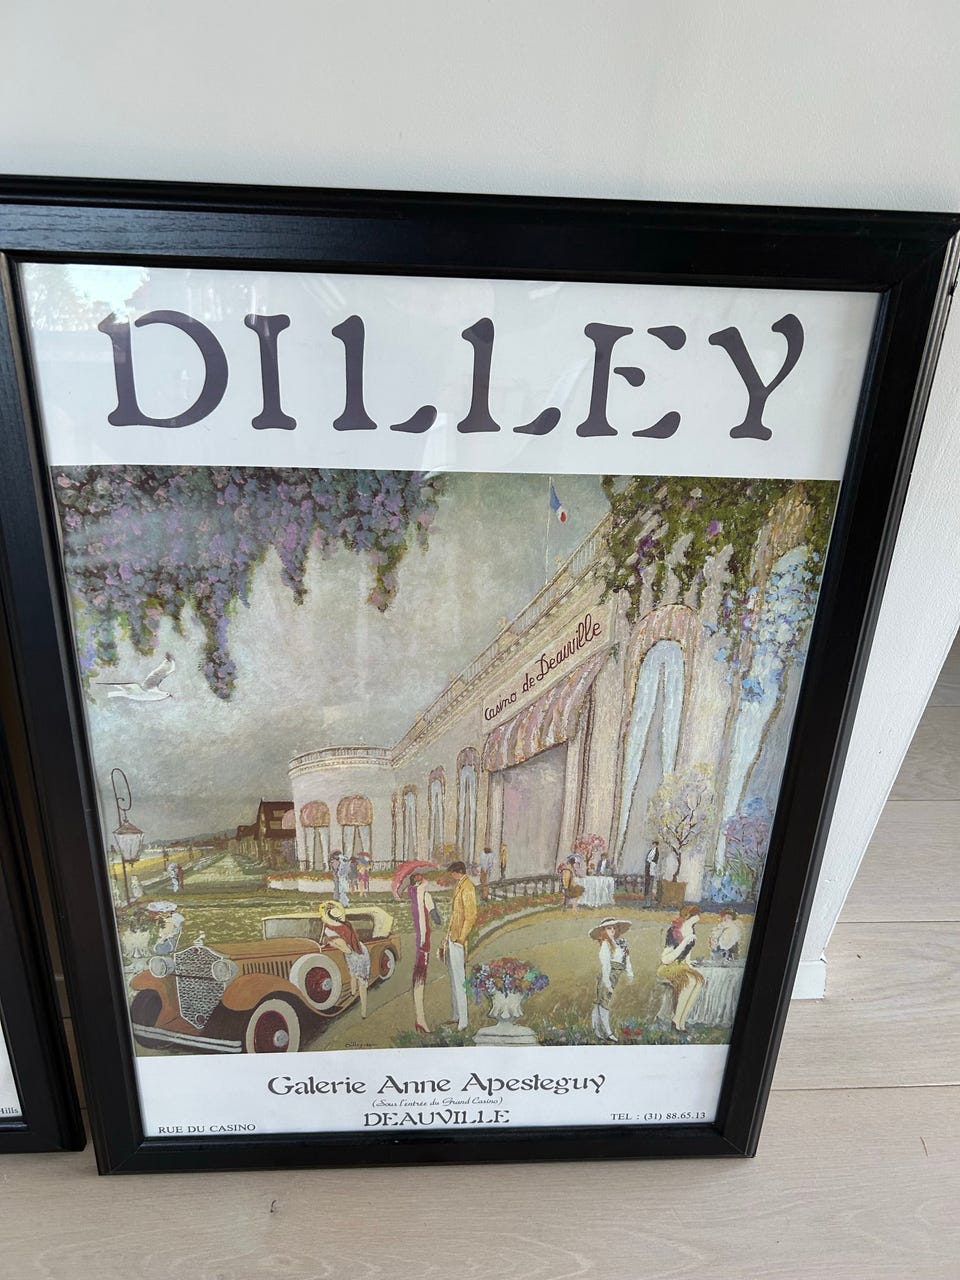 DILLEY
Casino de Deauville
Galerie Anne Apesteguy
(Sous l'entrée du Grand Casino)
DEAUVILLE
RUE DU CASINO
TEL : (31) 88.65.13
Hills